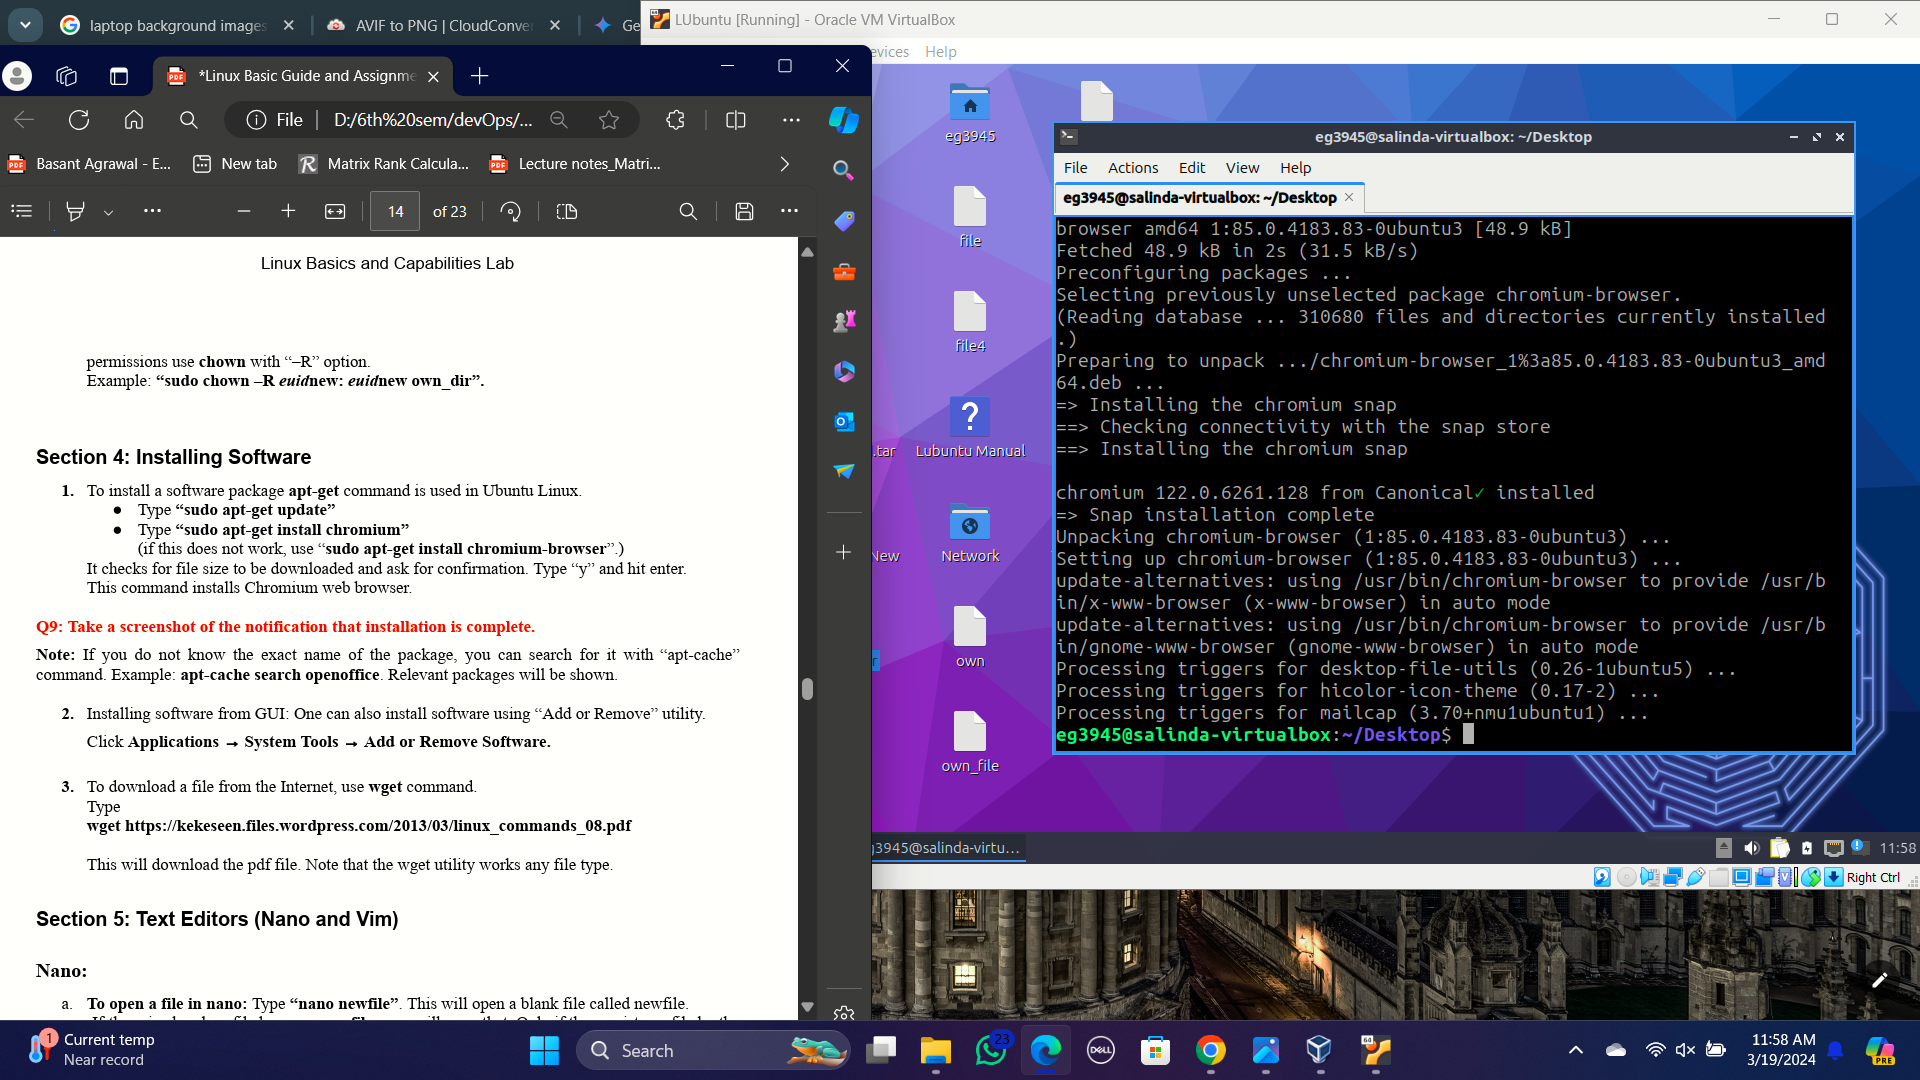 laptop background images
AVIF to PNG | CloudConver
Ge
LUbuntu [Running] - Oracle VM VirtualBox
evices Help
*Linux Basic Guide and Assignme
File
D:/6th%20sem/devOps/...
Basant Agrawal - E...
New tab
Matrix Rank Calcula...
Lecture notes_Matri...
14 of 23
Linux Basics and Capabilities Lab
permissions use chown with “–R” option.
Example: “sudo chown –R euidnew: euidnew own_dir”.
Section 4: Installing Software
1. To install a software package apt-get command is used in Ubuntu Linux.
● Type “sudo apt-get update”
● Type “sudo apt-get install chromium”
(if this does not work, use “sudo apt-get install chromium-browser”.)
It checks for file size to be downloaded and ask for confirmation. Type “y” and hit enter.
This command installs Chromium web browser.
Q9: Take a screenshot of the notification that installation is complete.
Note: If you do not know the exact name of the package, you can search for it with “apt-cache”
command. Example: apt-cache search openoffice. Relevant packages will be shown.
2. Installing software from GUI: One can also install software using “Add or Remove” utility.
Click Applications → System Tools → Add or Remove Software.
3. To download a file from the Internet, use wget command.
Type
wget https://kekeseen.files.wordpress.com/2013/03/linux_commands_08.pdf
This will download the pdf file. Note that the wget utility works any file type.
Section 5: Text Editors (Nano and Vim)
Nano:
a. To open a file in nano: Type “nano newfile”. This will open a blank file called newfile.
eg3945
file
file4
.tar
Lubuntu Manual
New
Network
r
own
own_file
eg3945@salinda-virtualbox: ~/Desktop
File Actions Edit View Help
eg3945@salinda-virtualbox: ~/Desktop
browser amd64 1:85.0.4183.83-0ubuntu3 [48.9 kB]
Fetched 48.9 kB in 2s (31.5 kB/s)
Preconfiguring packages ...
Selecting previously unselected package chromium-browser.
(Reading database ... 310680 files and directories currently installed
.)
Preparing to unpack .../chromium-browser_1%3a85.0.4183.83-0ubuntu3_amd
64.deb ...
=> Installing the chromium snap
==> Checking connectivity with the snap store
==> Installing the chromium snap
chromium 122.0.6261.128 from Canonical✓ installed
=> Snap installation complete
Unpacking chromium-browser (1:85.0.4183.83-0ubuntu3) ...
Setting up chromium-browser (1:85.0.4183.83-0ubuntu3) ...
update-alternatives: using /usr/bin/chromium-browser to provide /usr/b
in/x-www-browser (x-www-browser) in auto mode
update-alternatives: using /usr/bin/chromium-browser to provide /usr/b
in/gnome-www-browser (gnome-www-browser) in auto mode
Processing triggers for desktop-file-utils (0.26-1ubuntu5) ...
Processing triggers for hicolor-icon-theme (0.17-2) ...
Processing triggers for mailcap (3.70+nmu1ubuntu1) ...
eg3945@salinda-virtualbox:~/Desktop$
g3945@salinda-virtu...
11:58
Right Ctrl
1
Current temp
Near record
Search
23
DELL
64
11:58 AM
3/19/2024
PRE